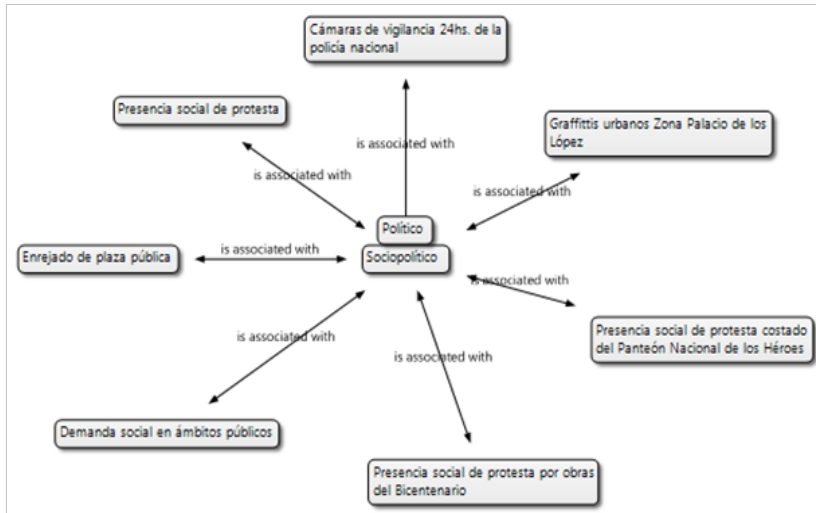 Cámaras de vigilancia 24hs. de la
policía nacional
Presencia social de protesta
Graffittis urbanos Zona Palacio de los
López
is associated with
is associated with
is associated with
Político
Enrejado de plaza pública
is associated with
Sociopolítico
is associated with
Presencia social de protesta costado
del Panteón Nacional de los Héroes
is associated with
is associated with
Demanda social en ámbitos públicos
Presencia social de protesta por obras
del Bicentenario